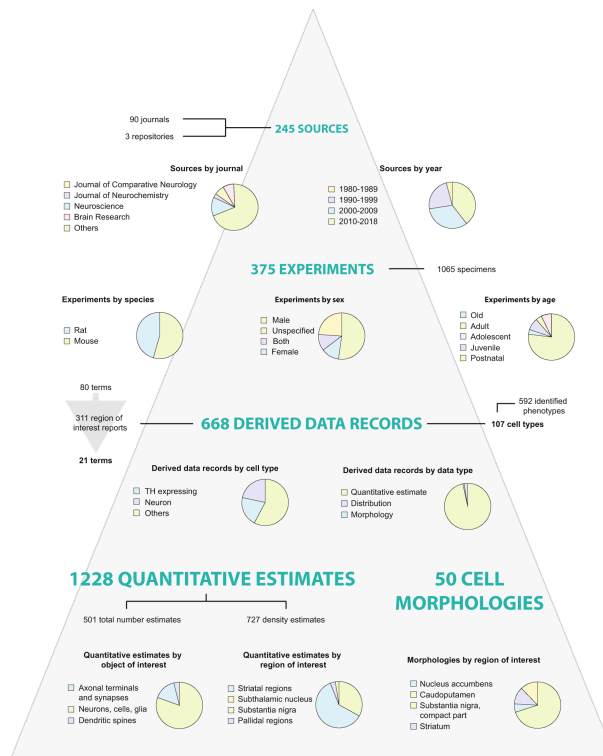 90 journals
3 repositories
245 SOURCES
Sources by journal
Journal of Comparative Neurology
Journal of Neurochemistry
Neuroscience
Brain Research
Others
Sources by year
1980-1989
1990-1999
2000-2009
2010-2018
375 EXPERIMENTS
1065 specimens
Experiments by species
Rat
Mouse
Experiments by sex
Male
Unspecified
Both
Female
Experiments by age
Old
Adult
Adolescent
Juvenile
Postnatal
80 terms
311 region of
interest reports
21 terms
668 DERIVED DATA RECORDS
592 identified
phenotypes
107 cell types
Derived data records by cell type
TH expressing
Neuron
Others
Derived data records by data type
Quantitative estimate
Distribution
Morphology
1228 QUANTITATIVE ESTIMATES
501 total number estimates
727 density estimates
50 CELL
MORPHOLOGIES
Quantitative estimates by
object of interest
Axonal terminals
and synapses
Neurons, cells, glia
Dendritic spines
Quantitative estimates by
region of interest
Striatal regions
Subthalamic nucleus
Substantia nigra
Pallidal regions
Morphologies by region of interest
Nucleus accumbens
Caudoputamen
Substantia nigra,
compact part
Striatum